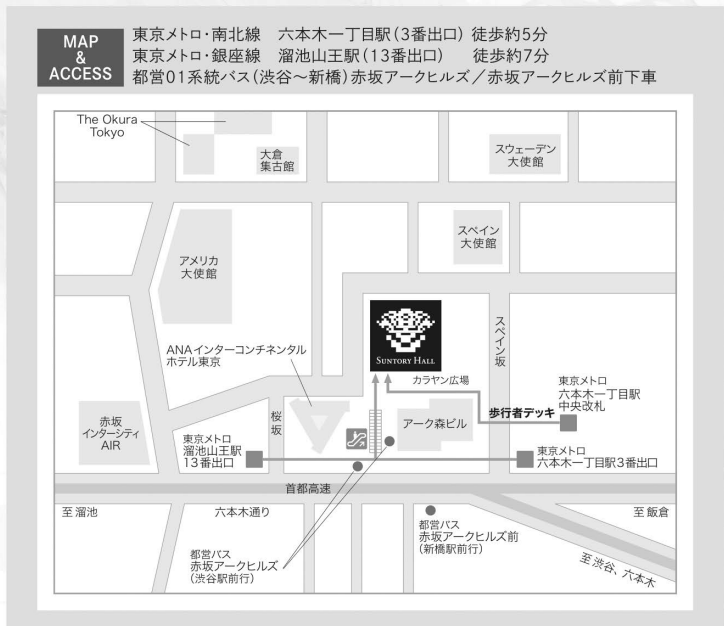 MAP
&
ACCESS
東京メトロ・南北線　六本木一丁目駅(3番出口) 徒歩約5分
東京メトロ・銀座線　溜池山王駅(13番出口)　徒歩約7分
都営01系統バス(渋谷〜新橋)赤坂アークヒルズ／赤坂アークヒルズ前下車
The Okura
Tokyo
大倉
集古館
スウェーデン
大使館
アメリカ
大使館
スペイン
大使館
スペイン坂
SUNTORY HALL
ANAインターコンチネンタル
ホテル東京
カラヤン広場
東京メトロ
六本木一丁目駅
中央改札
歩行者デッキ
赤坂
インターシティ
AIR
桜坂
アーク森ビル
東京メトロ
溜池山王駅
13番出口
東京メトロ
六本木一丁目駅3番出口
首都高速
至溜池
六本木通り
至飯倉
都営バス
赤坂アークヒルズ前
(新橋駅前行)
都営バス
赤坂アークヒルズ
(渋谷駅前行)
至渋谷、六本木